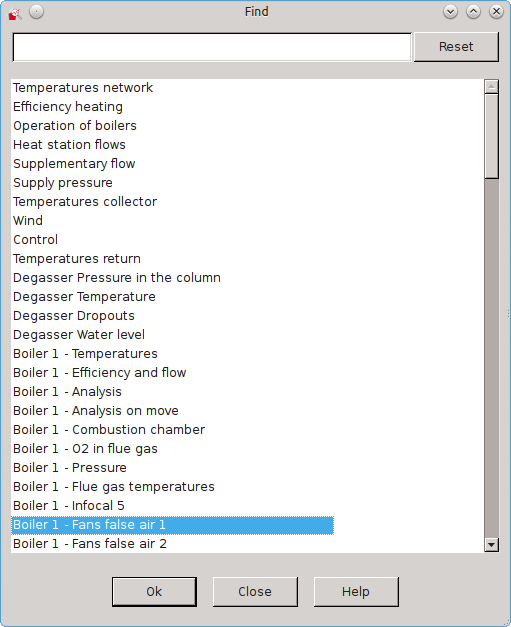 Find
Reset
Temperatures network
Efficiency heating
Operation of boilers
Heat station flows
Supplementary flow
Supply pressure
Temperatures collector
Wind
Control
Temperatures return
Degasser Pressure in the column
Degasser Temperature
Degasser Dropouts
Degasser Water level
Boiler 1 - Temperatures
Boiler 1 - Efficiency and flow
Boiler 1 - Analysis
Boiler 1 - Analysis on move
Boiler 1 - Combustion chamber
Boiler 1 - O2 in flue gas
Boiler 1 - Pressure
Boiler 1 - Flue gas temperatures
Boiler 1 - Infocal 5
Boiler 1 - Fans false air 1
Boiler 1 - Fans false air 2
Ok Close Help